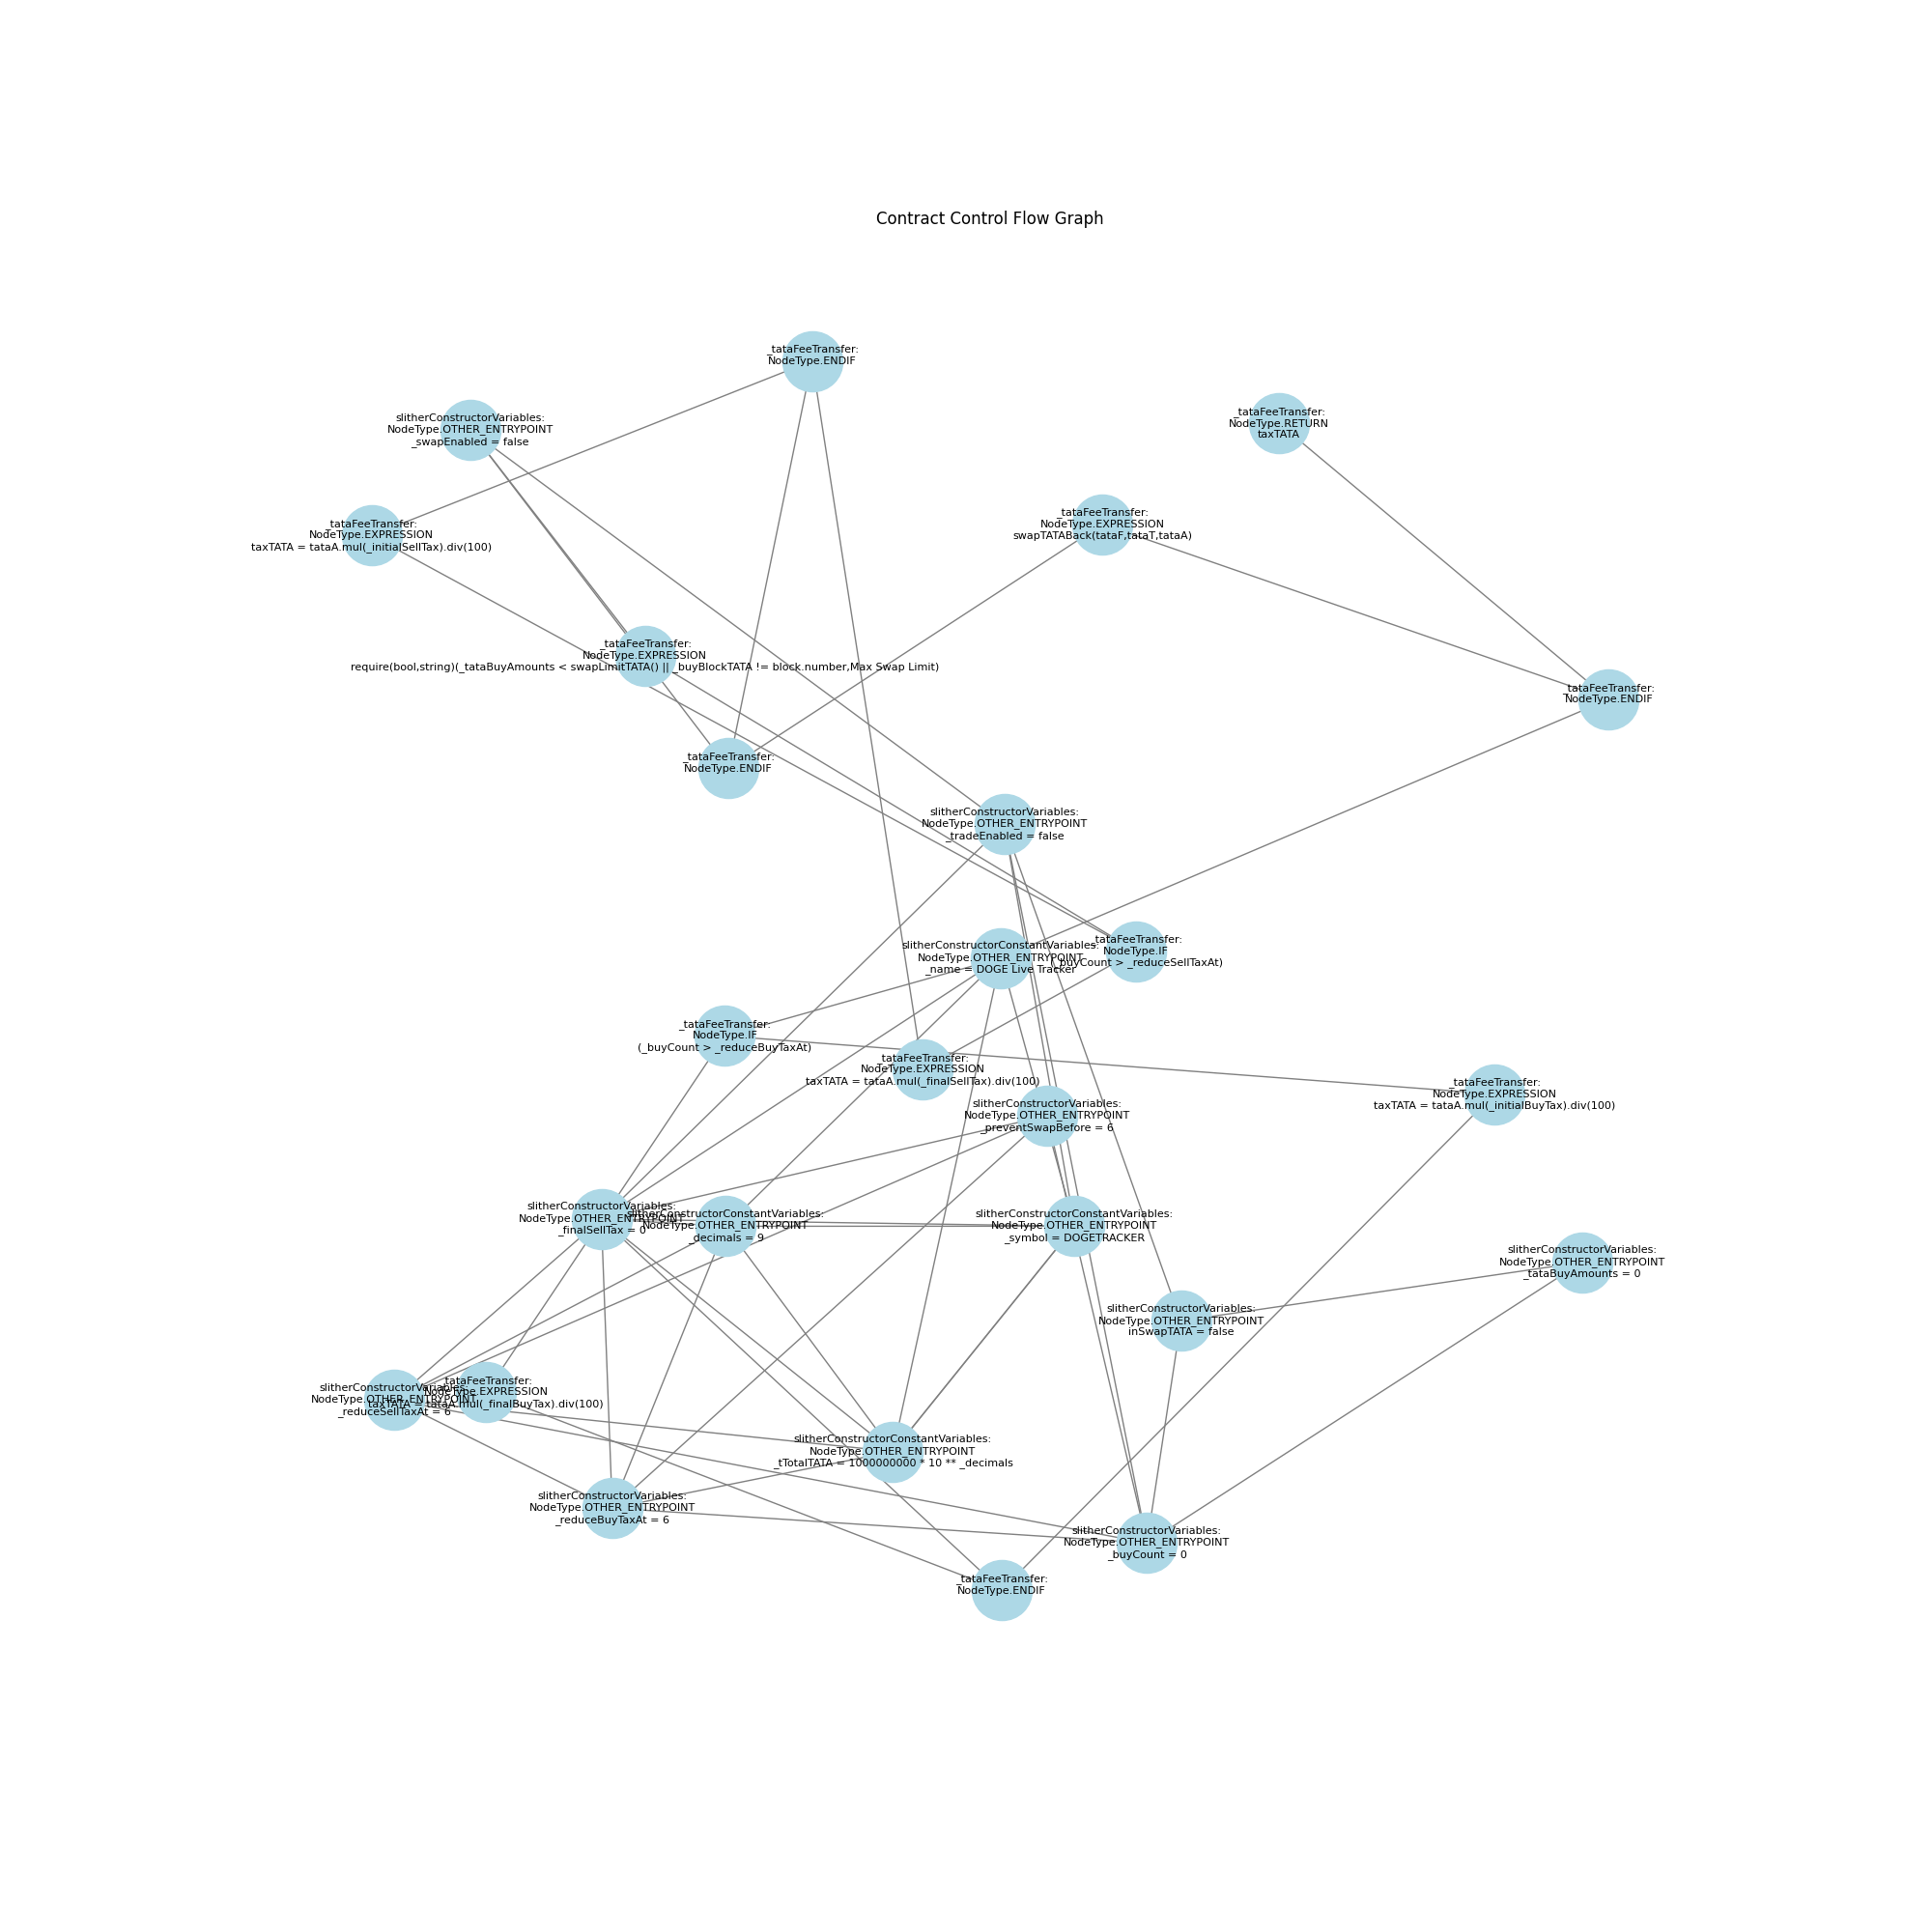 Contract Control Flow Graph
_tataFeeTransfer:
NodeType.ENDIF
slitherConstructorVariables:
NodeType.OTHER_ENTRYPOINT
_swapEnabled = false
_tataFeeTransfer:
NodeType.RETURN
taxTATA
_tataFeeTransfer:
NodeType.EXPRESSION
taxTATA = tataA.mul(_initialSellTax).div(100)
_tataFeeTransfer:
NodeType.EXPRESSION
swapTATABack(tataF,tataT,tataA)
_tataFeeTransfer:
NodeType.EXPRESSION
require(bool,string)(_tataBuyAmounts < swapLimitTATA() || _buyBlockTATA != block.number,Max Swap Limit)
_tataFeeTransfer:
NodeType.ENDIF
_tataFeeTransfer:
NodeType.ENDIF
slitherConstructorVariables:
NodeType.OTHER_ENTRYPOINT
_tradeEnabled = false
slitherConstructorConstantVariables:
NodeType.OTHER_ENTRYPOINT
_name = DOGE Live Tracker
_tataFeeTransfer:
NodeType.IF
(_buyCount > _reduceSellTaxAt)
_tataFeeTransfer:
NodeType.IF
(_buyCount > _reduceBuyTaxAt)
_tataFeeTransfer:
NodeType.EXPRESSION
taxTATA = tataA.mul(_finalSellTax).div(100)
_tataFeeTransfer:
NodeType.EXPRESSION
taxTATA = tataA.mul(_initialBuyTax).div(100)
slitherConstructorVariables:
NodeType.OTHER_ENTRYPOINT
_preventSwapBefore = 6
slitherConstructorVariables:
NodeType.OTHER_ENTRYPOINT
_finalSellTax = 0
slitherConstructorConstantVariables:
NodeType.OTHER_ENTRYPOINT
_decimals = 9
slitherConstructorConstantVariables:
NodeType.OTHER_ENTRYPOINT
_symbol = DOGETRACKER
slitherConstructorVariables:
NodeType.OTHER_ENTRYPOINT
_tataBuyAmounts = 0
slitherConstructorVariables:
NodeType.OTHER_ENTRYPOINT
inSwapTATA = false
slitherConstructorVariables:
NodeType.OTHER_ENTRYPOINT
_reduceSellTaxAt = 6
_tataFeeTransfer:
NodeType.EXPRESSION
taxTATA = tataA.mul(_finalBuyTax).div(100)
slitherConstructorConstantVariables:
NodeType.OTHER_ENTRYPOINT
_tTotalTATA = 1000000000 * 10 ** _decimals
slitherConstructorVariables:
NodeType.OTHER_ENTRYPOINT
_reduceBuyTaxAt = 6
slitherConstructorVariables:
NodeType.OTHER_ENTRYPOINT
_buyCount = 0
_tataFeeTransfer:
NodeType.ENDIF